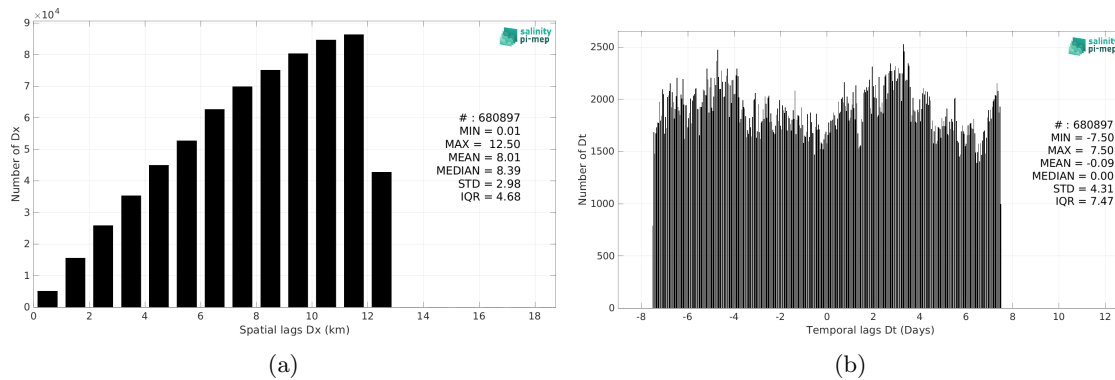 ×10⁴
9
8
7
6
5
4
3
2
1
0
Number of Dx
0 2 4 6 8 10 12 14 16 18
Spatial lags Dx (km)
salinity
pi-mep
# : 680897
MIN = 0.01
MAX = 12.50
MEAN = 8.01
MEDIAN = 8.39
STD = 2.98
IQR = 4.68
(a)
2500
2000
1500
1000
500
0
Number of Dt
-8 -6 -4 -2 0 2 4 6 8 10 12
Temporal lags Dt (Days)
salinity
pi-mep
# : 680897
MIN = -7.50
MAX = 7.50
MEAN = -0.09
MEDIAN = 0.00
STD = 4.31
IQR = 7.47
(b)